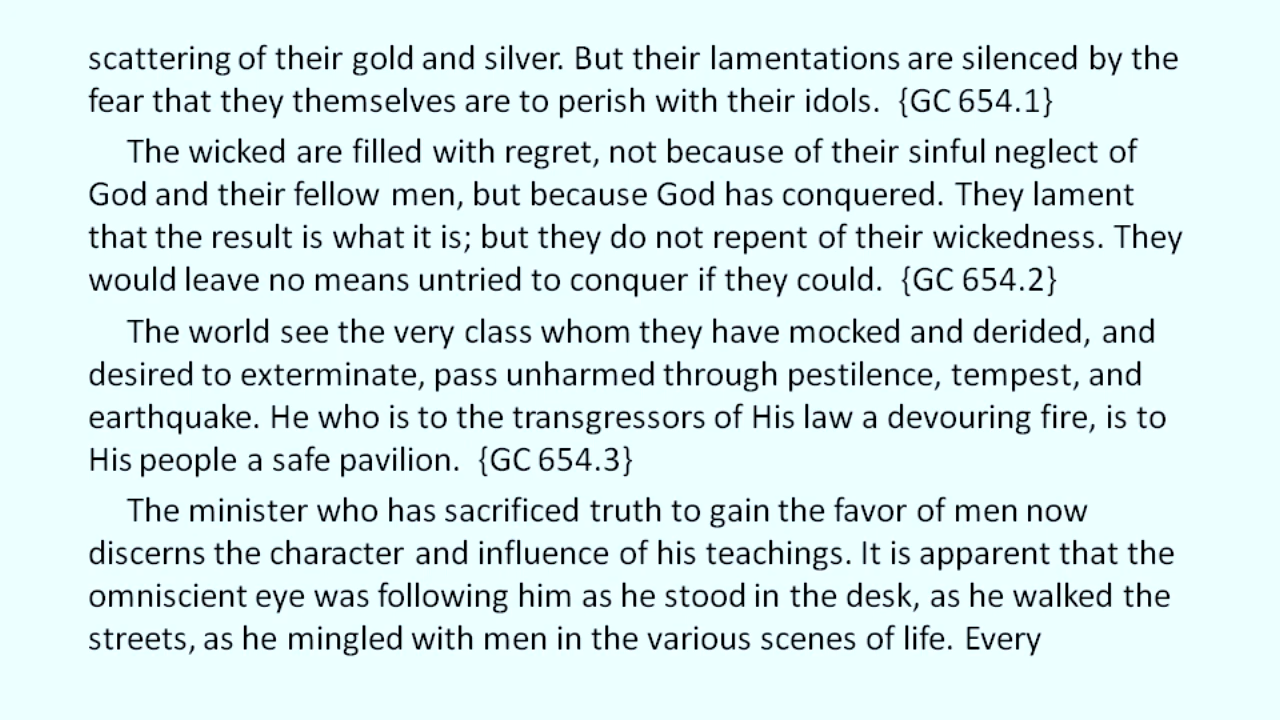 scattering of their gold and silver. But their lamentations are silenced by the
fear that they themselves are to perish with their idols.  {GC 654.1}
The wicked are filled with regret, not because of their sinful neglect of
God and their fellow men, but because God has conquered. They lament
that the result is what it is; but they do not repent of their wickedness. They
would leave no means untried to conquer if they could.  {GC 654.2}
The world see the very class whom they have mocked and derided, and
desired to exterminate, pass unharmed through pestilence, tempest, and
earthquake. He who is to the transgressors of His law a devouring fire, is to
His people a safe pavilion.  {GC 654.3}
The minister who has sacrificed truth to gain the favor of men now
discerns the character and influence of his teachings. It is apparent that the
omniscient eye was following him as he stood in the desk, as he walked the
streets, as he mingled with men in the various scenes of life. Every